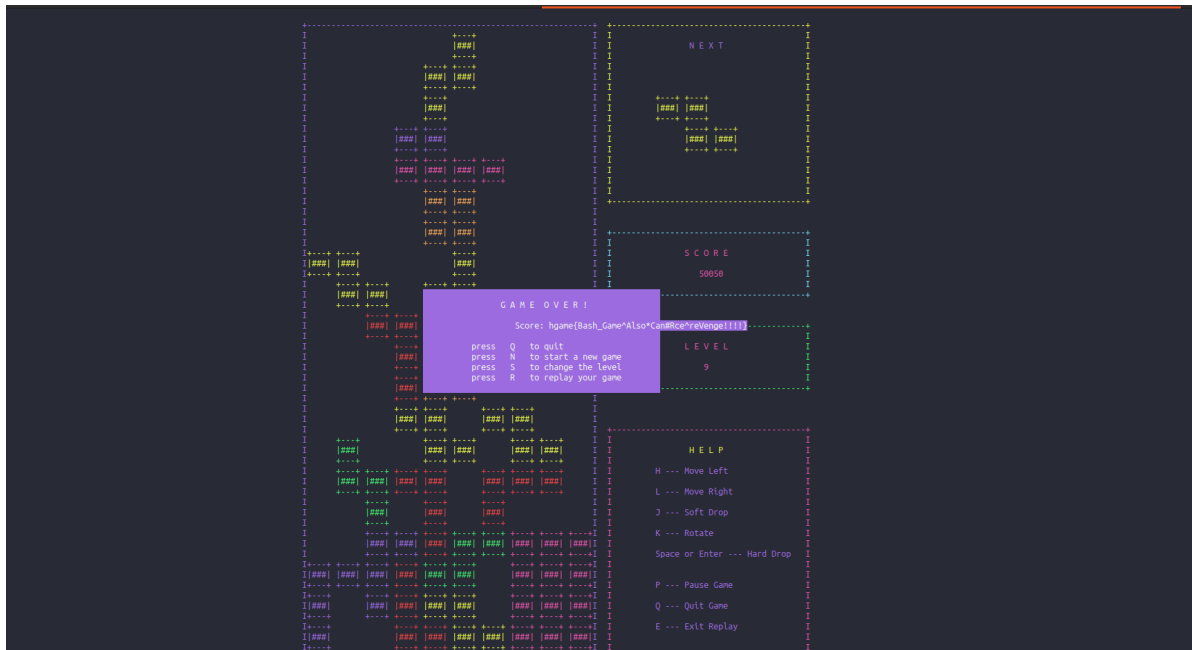 N E X T
S C O R E
50050
G A M E  O V E R !
Score: hgame{Bash_Game^Also*Can#Rce^reVenge!!!!}
press Q to quit
press N to start a new game
press S to change the level
press R to replay your game
L E V E L
9
H E L P
H --- Move Left
L --- Move Right
J --- Soft Drop
K --- Rotate
Space or Enter --- Hard Drop
P --- Pause Game
Q --- Quit Game
E --- Exit Replay